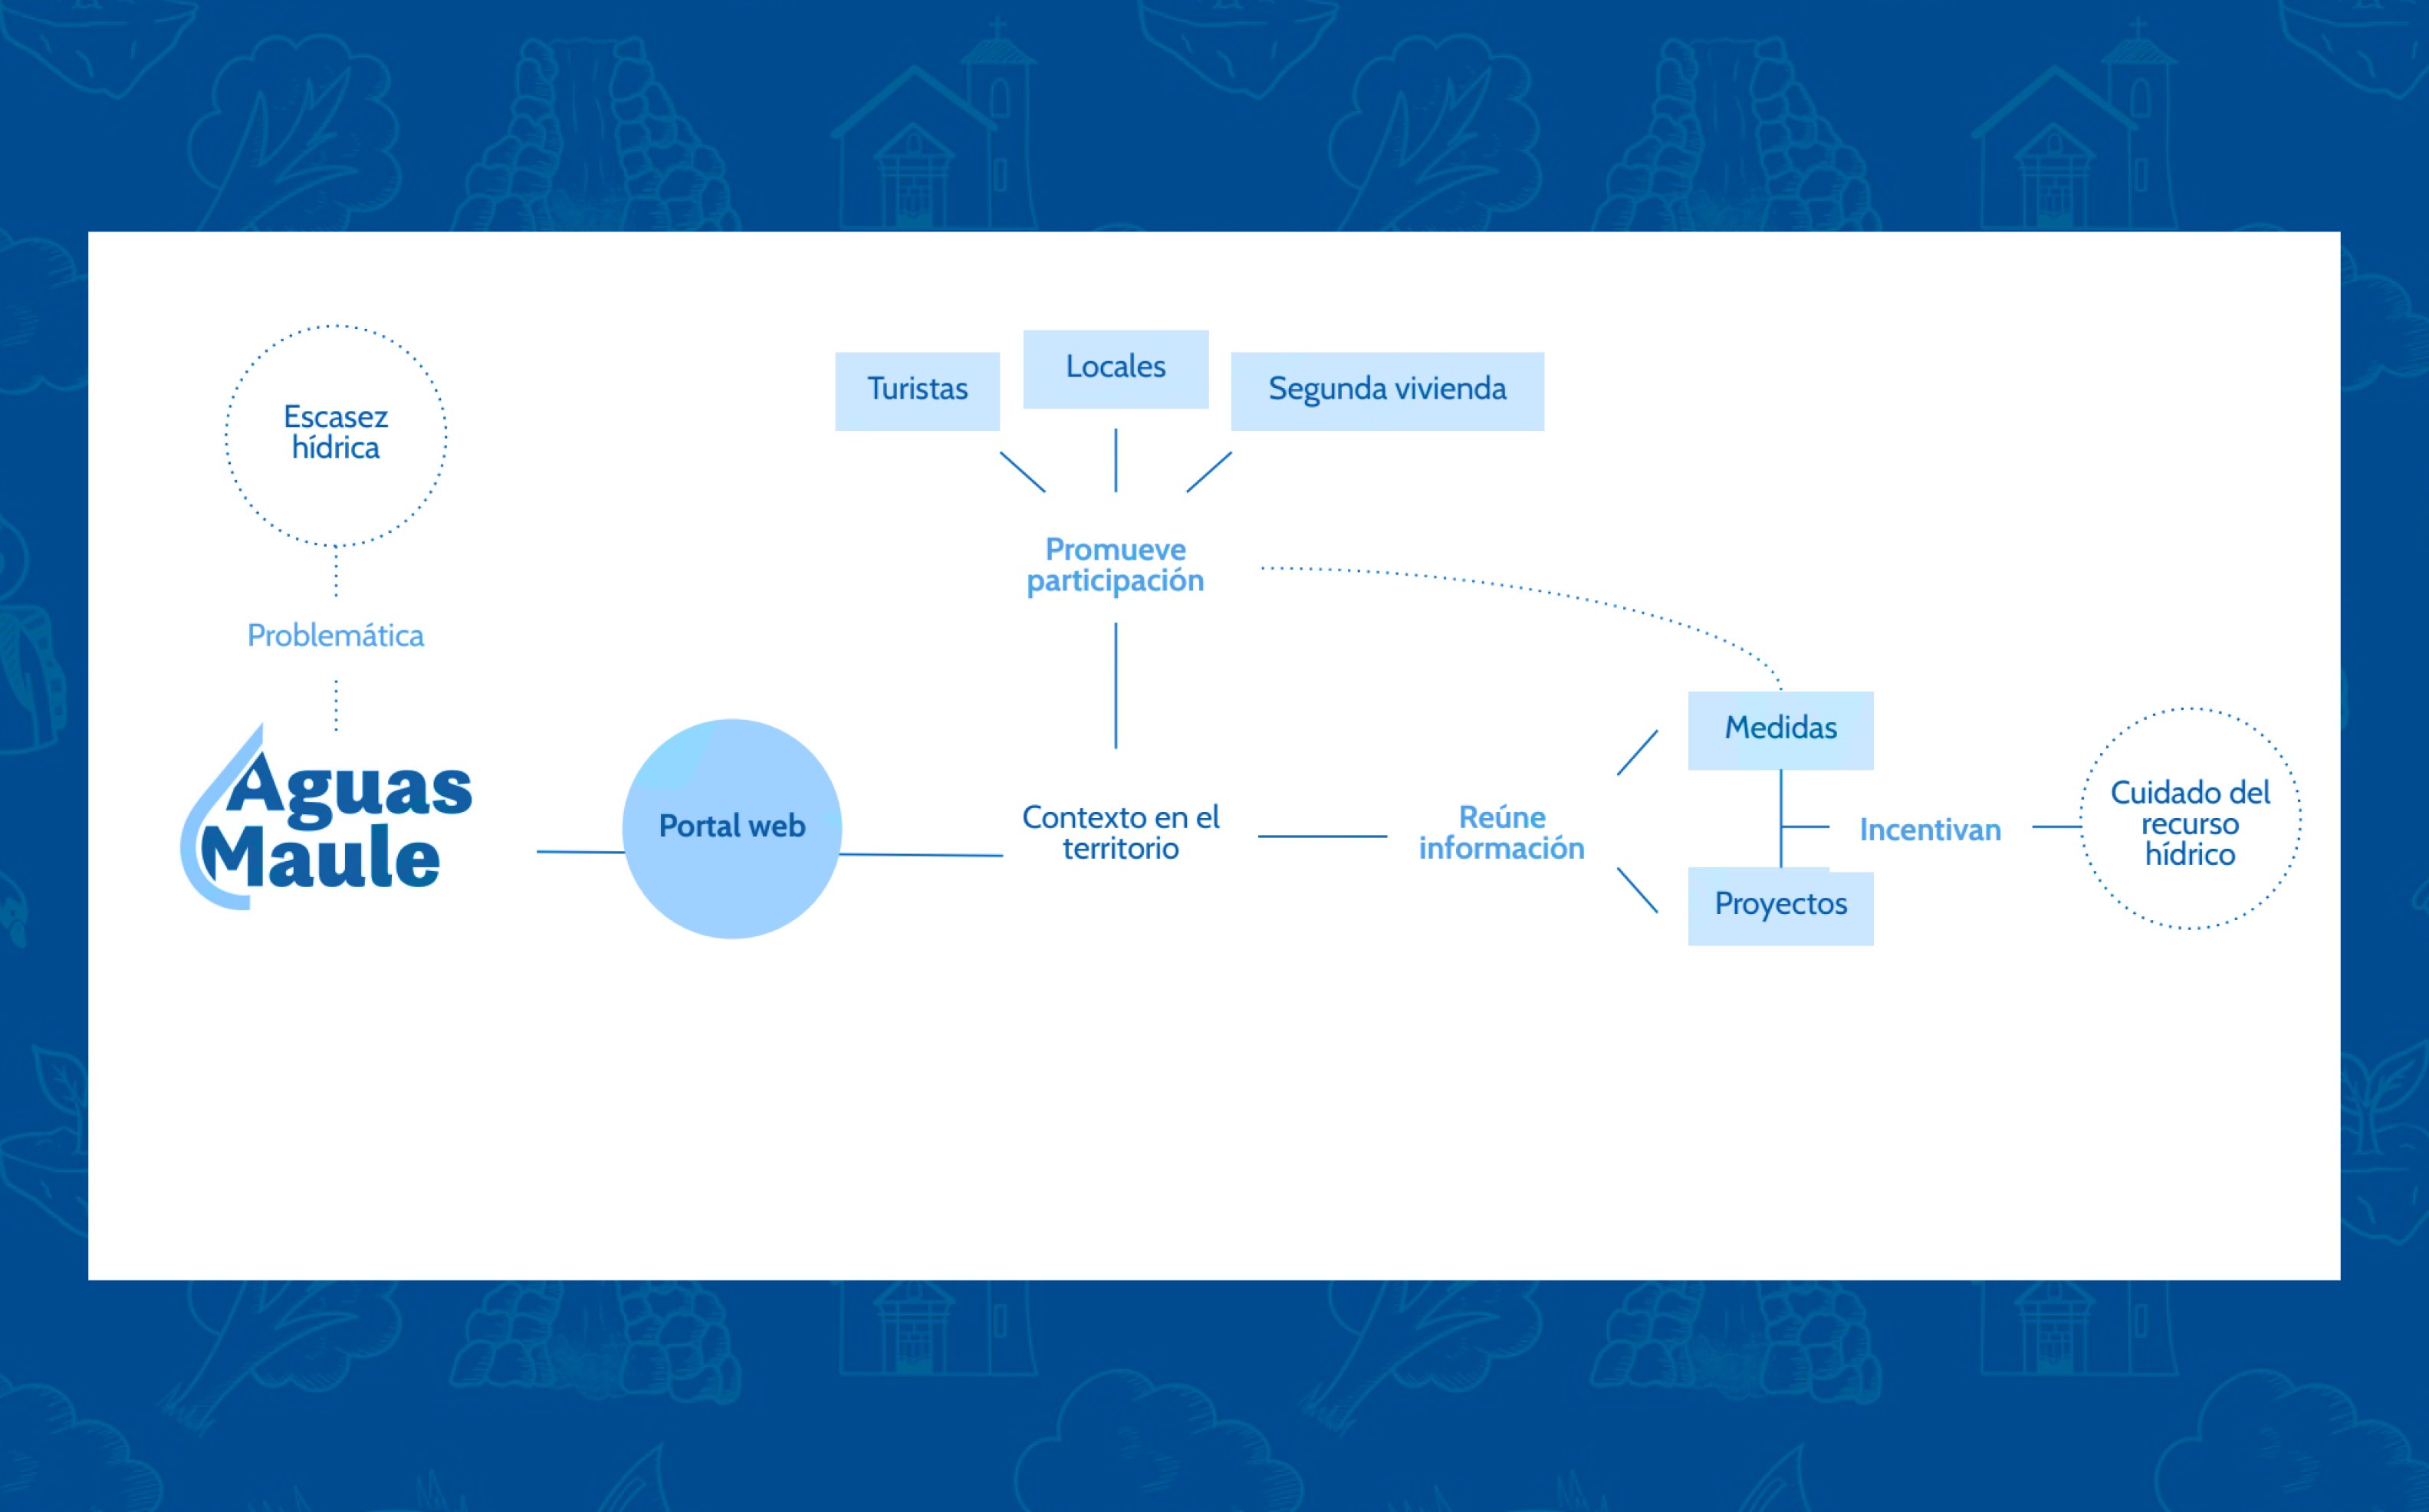 Escasez
hídrica
Problemática
Aguas
Maule
Portal web
Turistas
Locales
Segunda vivienda
Promueve
participación
Contexto en el
territorio
Reúne
información
Medidas
Proyectos
Incentivan
Cuidado del
recurso
hídrico